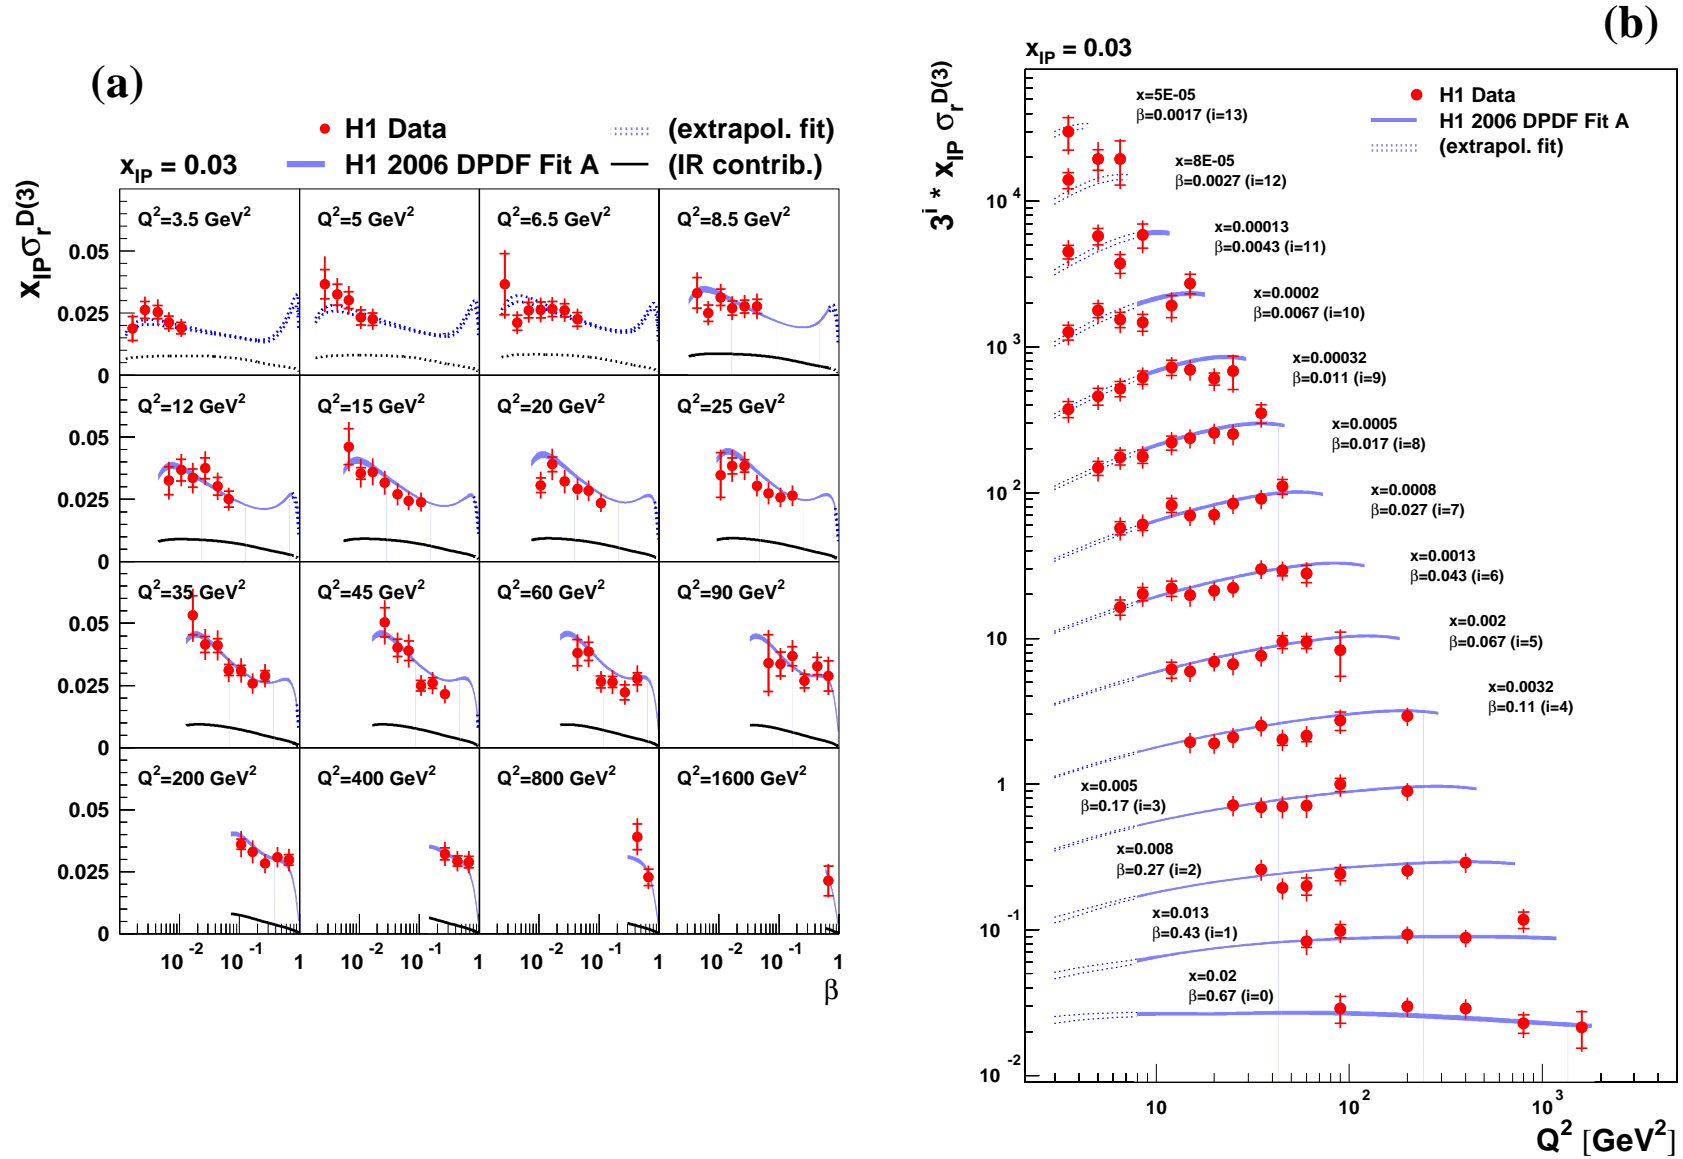 (a)
H1 Data
(extrapol. fit)
x_IP = 0.03
H1 2006 DPDF Fit A
(IR contrib.)
x_IP σ_r^D(3)
Q²=3.5 GeV²
Q²=5 GeV²
Q²=6.5 GeV²
Q²=8.5 GeV²
0.05
0.025
0
Q²=12 GeV²
Q²=15 GeV²
Q²=20 GeV²
Q²=25 GeV²
0.05
0.025
0
Q²=35 GeV²
Q²=45 GeV²
Q²=60 GeV²
Q²=90 GeV²
0.05
0.025
0
Q²=200 GeV²
Q²=400 GeV²
Q²=800 GeV²
Q²=1600 GeV²
0.05
0.025
0
10⁻² 10⁻¹ 1 10⁻² 10⁻¹ 1 10⁻² 10⁻¹ 1 10⁻² 10⁻¹ 1
β
(b)
x_IP = 0.03
3^i * x_IP σ_r^D(3)
H1 Data
H1 2006 DPDF Fit A
(extrapol. fit)
x=5E-05
β=0.0017 (i=13)
x=8E-05
β=0.0027 (i=12)
x=0.00013
β=0.0043 (i=11)
x=0.0002
β=0.0067 (i=10)
x=0.00032
β=0.011 (i=9)
x=0.0005
β=0.017 (i=8)
x=0.0008
β=0.027 (i=7)
x=0.0013
β=0.043 (i=6)
x=0.002
β=0.067 (i=5)
x=0.0032
β=0.11 (i=4)
x=0.005
β=0.17 (i=3)
x=0.008
β=0.27 (i=2)
x=0.013
β=0.43 (i=1)
x=0.02
β=0.67 (i=0)
10⁴
10³
10²
10
1
10⁻¹
10⁻²
10 10² 10³
Q² [GeV²]